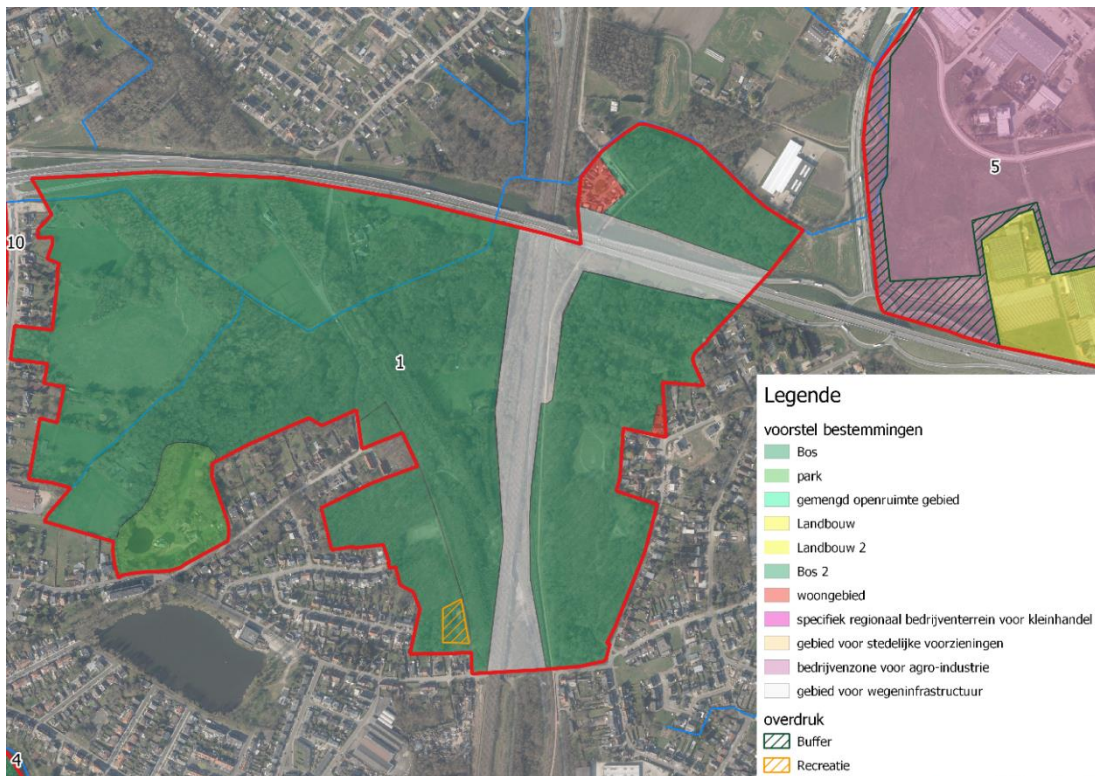 5
10
1
4
Legende
voorstel bestemmingen
Bos
park
gemengd openruimte gebied
Landbouw
Landbouw 2
Bos 2
woongebied
specifiek regionaal bedrijventerrein voor kleinhandel
gebied voor stedelijke voorzieningen
bedrijvenzone voor agro-industrie
gebied voor wegeninfrastructuur
overdruk
Buffer
Recreatie